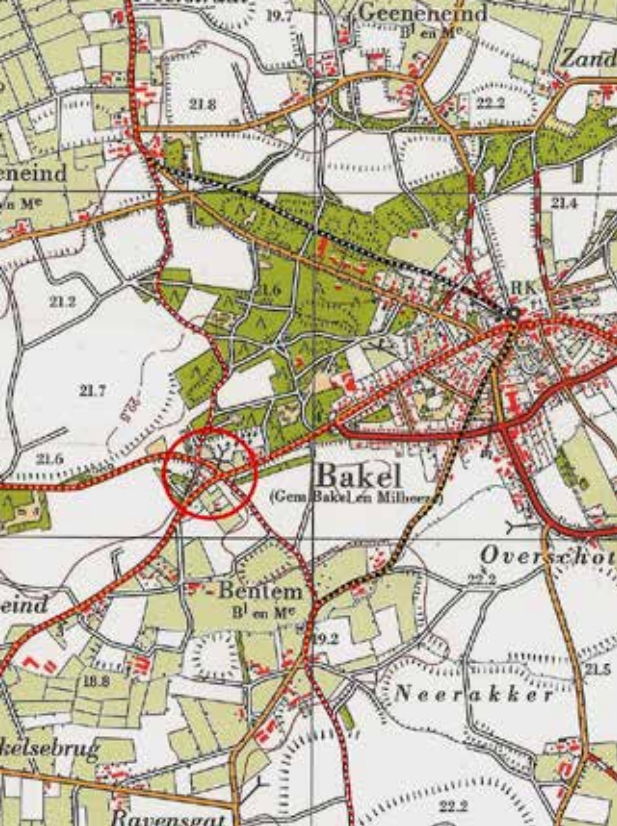 19.7
Geeneneind
Bl en Me
Zand
21.8
22.2
eneind
en Me
21.4
21.2
1.6
RK
21.7
22.5
21.6
Bakel
(Gem. Bakel en Milheeze)
Overschot
22.2
Bentem
Bl en Me
eind
19.2
21.5
18.8
Neerakker
kelsebrug
22.2
Ravensgat